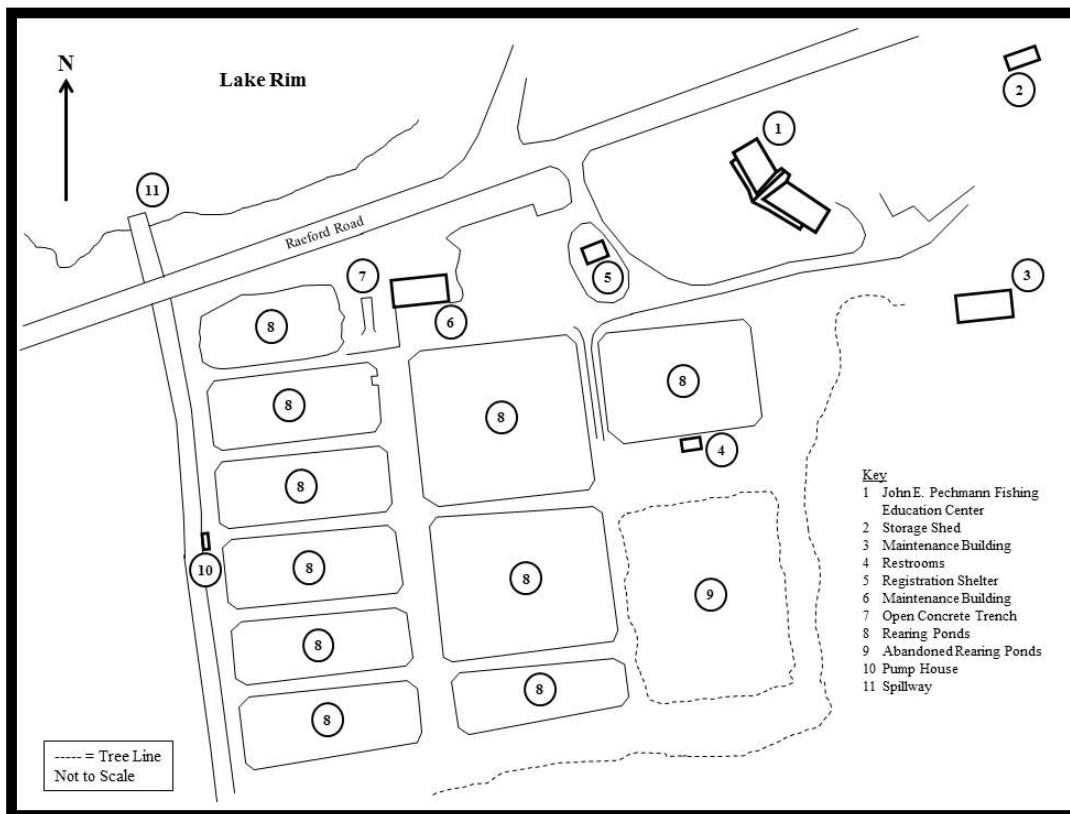 N
Lake Rim
2
1
11
Raeford Road
7
5
3
8
6
8
8
8
4
8
10
8
8
9
8
8
8
Key
1 John E. Pechmann Fishing
Education Center
2 Storage Shed
3 Maintenance Building
4 Restrooms
5 Registration Shelter
6 Maintenance Building
7 Open Concrete Trench
8 Rearing Ponds
9 Abandoned Rearing Ponds
10 Pump House
11 Spillway
----- = Tree Line
Not to Scale